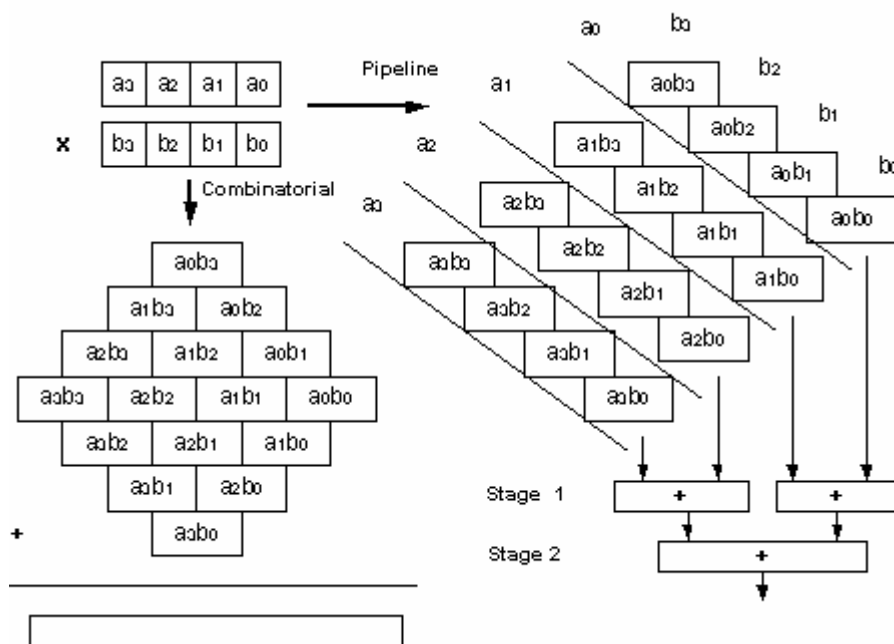 a3 a2 a1 a0
x b3 b2 b1 b0
Pipeline
Combinatorial
a0b3
a1b3 a0b2
a2b3 a1b2 a0b1
a3b3 a2b2 a1b1 a0b0
a3b2 a2b1 a1b0
a3b1 a2b0
+ a3b0
a0 b3
a1 b2
a2 b1
a3 b0
a0b3
a0b2
a0b1
a0b0
a1b3
a1b2
a1b1
a1b0
a2b3
a2b2
a2b1
a2b0
a3b3
a3b2
a3b1
a3b0
Stage 1 + +
Stage 2 +